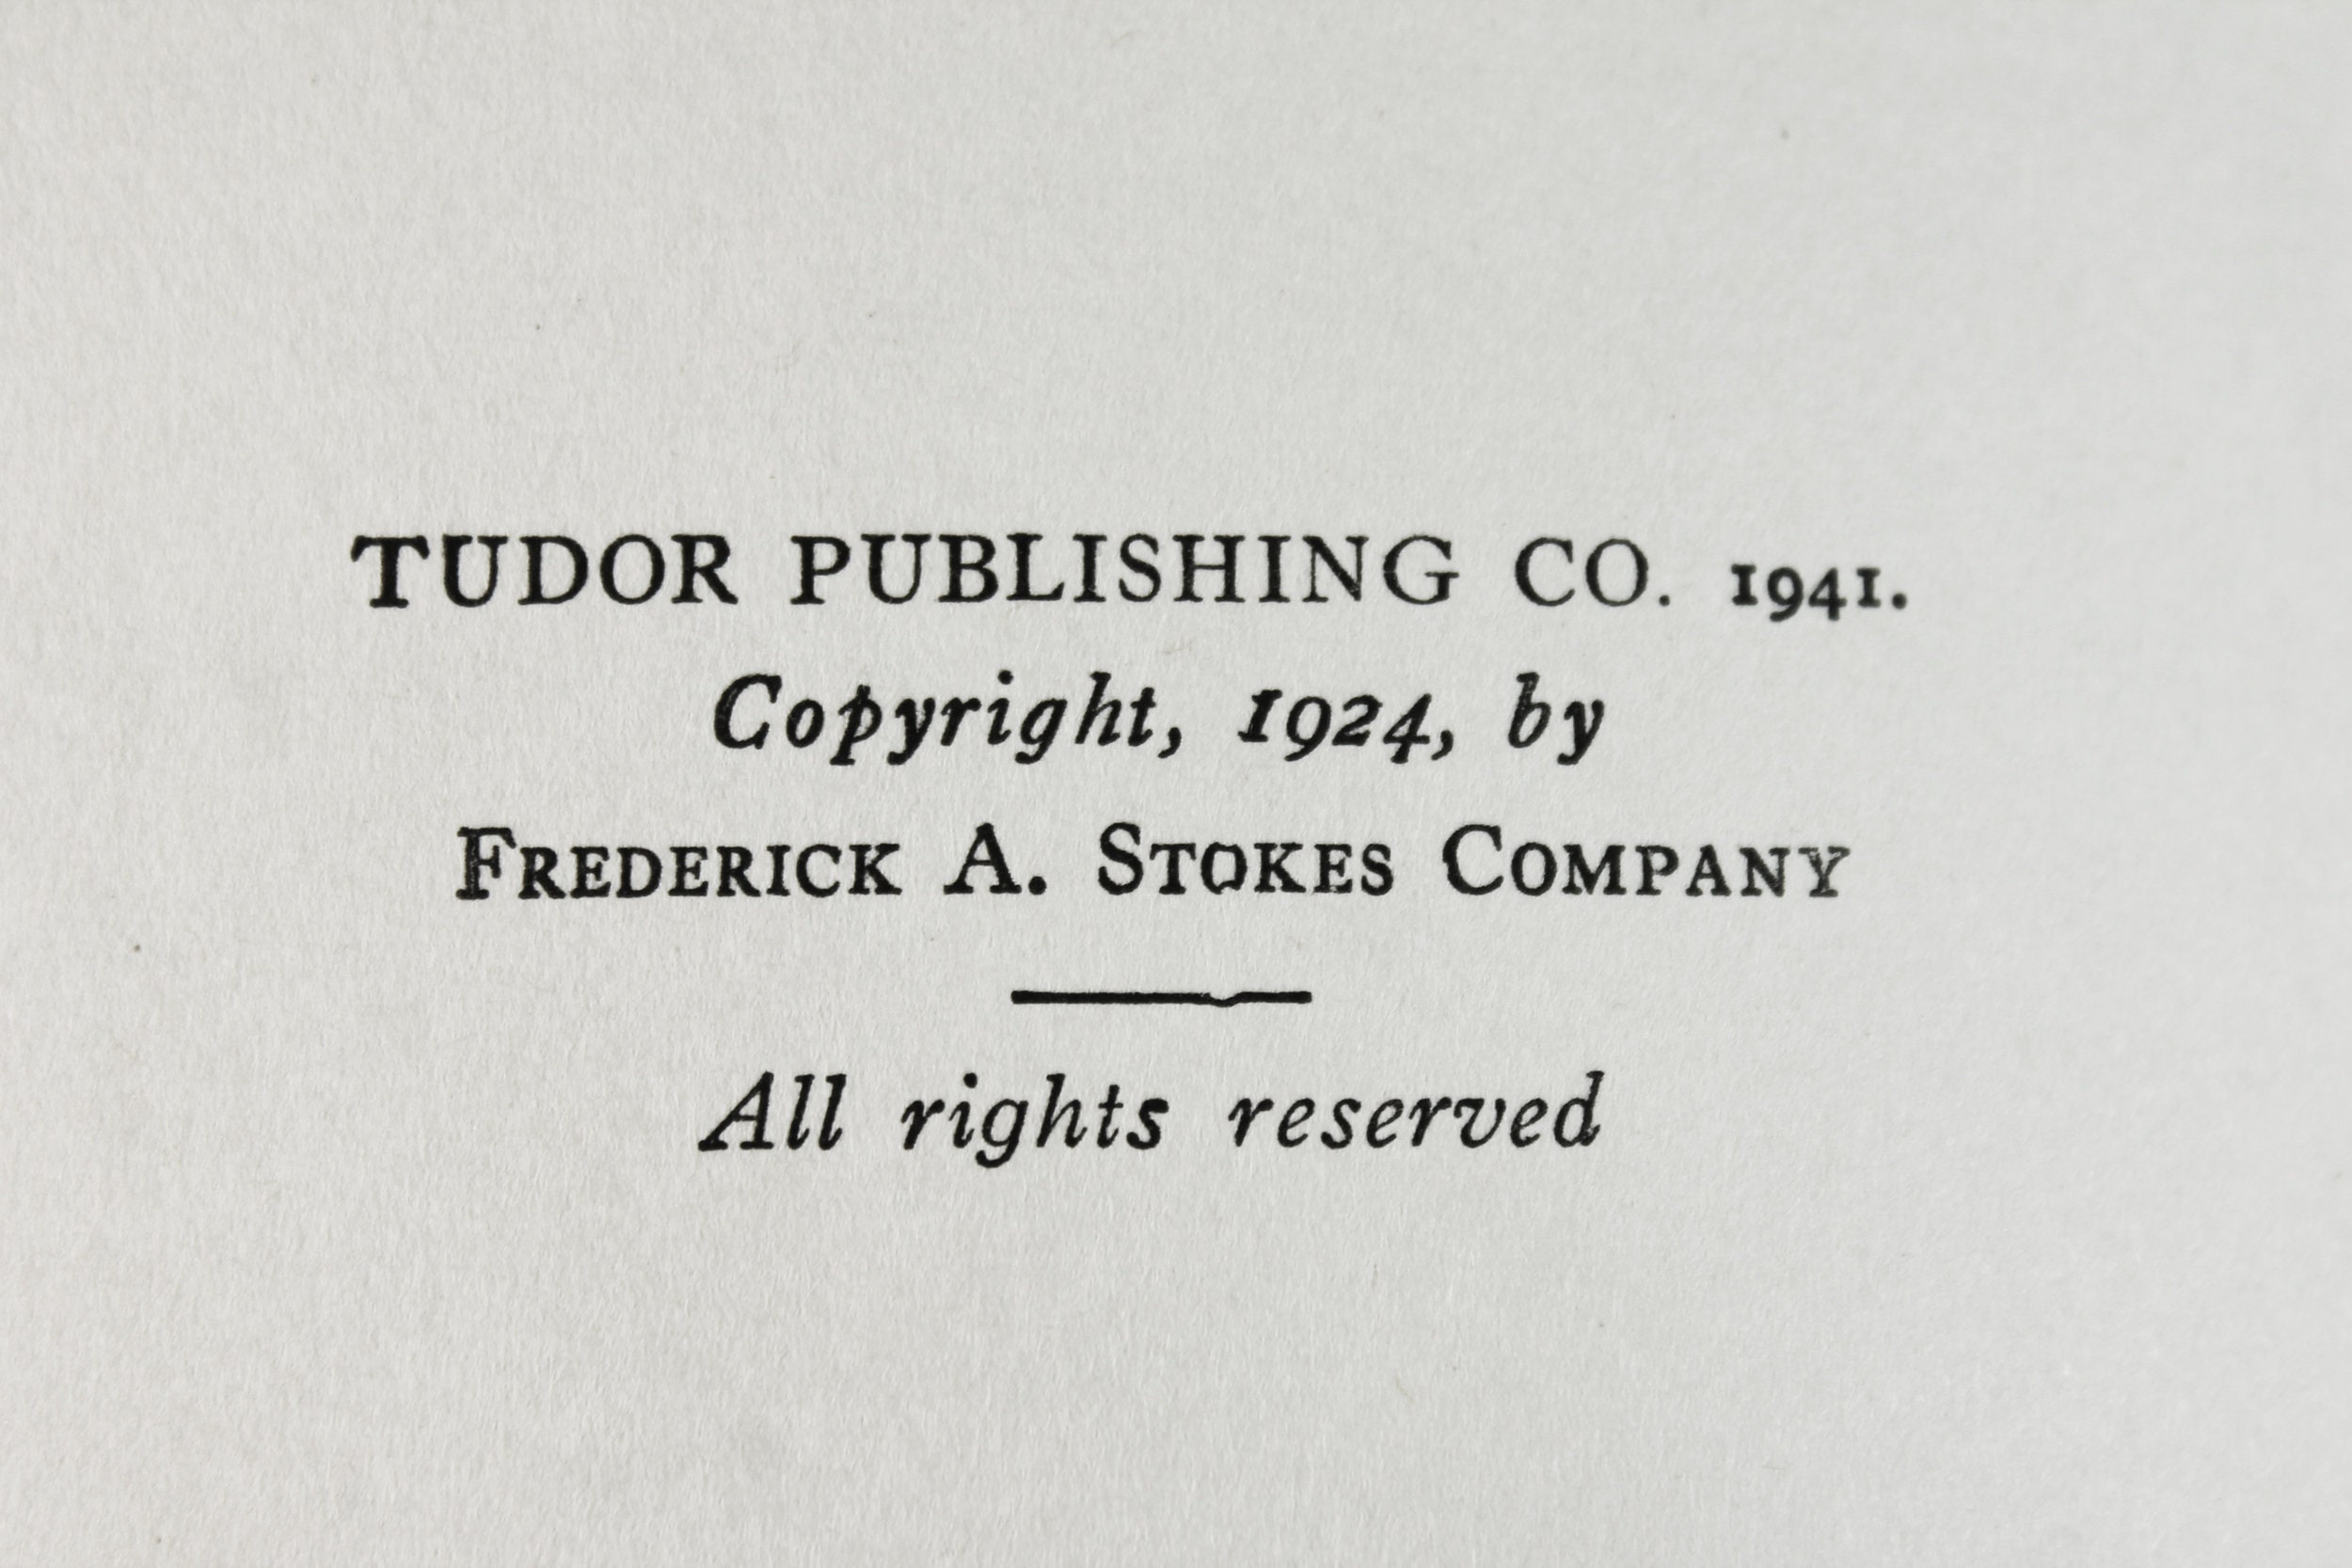 TUDOR PUBLISHING CO. 1941.
Copyright, 1924, by
FREDERICK A. STOKES COMPANY
All rights reserved